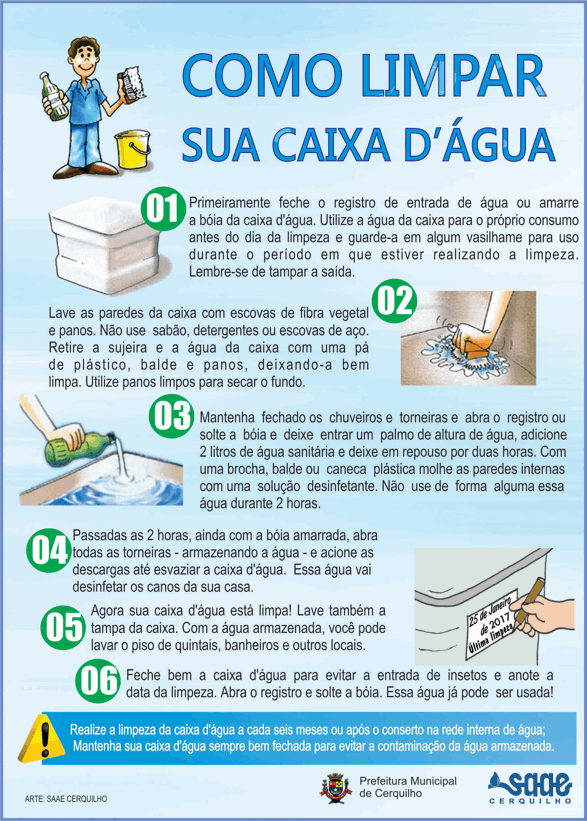 COMO LIMPAR
SUA CAIXA D'ÁGUA
01
Primeiramente feche o registro de entrada de água ou amarre
a bóia da caixa d'água. Utilize a água da caixa para o próprio consumo
antes do dia da limpeza e guarde-a em algum vasilhame para uso
durante o período em que estiver realizando a limpeza.
Lembre-se de tampar a saída.
02
Lave as paredes da caixa com escovas de fibra vegetal
e panos. Não use sabão, detergentes ou escovas de aço.
Retire a sujeira e a água da caixa com uma pá
de plástico, balde e panos, deixando-a bem
limpa. Utilize panos limpos para secar o fundo.
03
Mantenha fechado os chuveiros e torneiras e abra o registro ou
solte a bóia e deixe entrar um palmo de altura de água, adicione
2 litros de água sanitária e deixe em repouso por duas horas. Com
uma brocha, balde ou caneca plástica molhe as paredes internas
com uma solução desinfetante. Não use de forma alguma essa
água durante 2 horas.
04
Passadas as 2 horas, ainda com a bóia amarrada, abra
todas as torneiras - armazenando a água - e acione as
descargas até esvaziar a caixa d'água. Essa água vai
desinfetar os canos da sua casa.
25 de Janeiro
de 2017
Última limpeza
05
Agora sua caixa d'água está limpa! Lave também a
tampa da caixa. Com a água armazenada, você pode
lavar o piso de quintais, banheiros e outros locais.
06
Feche bem a caixa d'água para evitar a entrada de insetos e anote a
data da limpeza. Abra o registro e solte a bóia. Essa água já pode ser usada!
Realize a limpeza da caixa d'água a cada seis meses ou após o conserto na rede interna de água;
Mantenha sua caixa d'água sempre bem fechada para evitar a contaminação da água armazenada.
ARTE: SAAE CERQUILHO
Prefeitura Municipal
de Cerquilho
saae
CERQUILHO